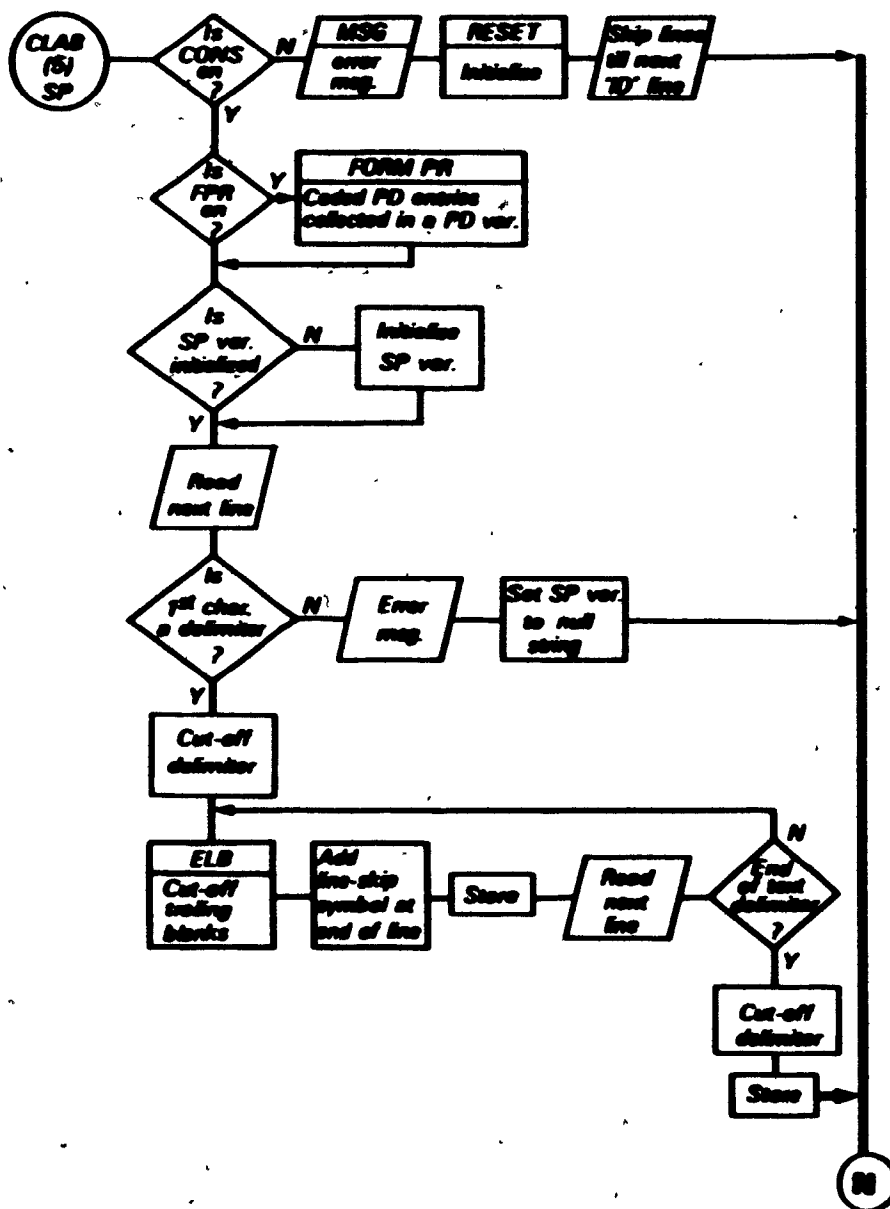 CLAB
(5)
SP
Is
CONS
on
?
N
Y
MSG
error
msg.
RESET
Initialize
Skip lines
till next
"ID" line
Is
FPR
on
?
Y
FORM PR
Coded PD entries
collected in a PD var.
Is
SP var.
initialized
?
N
Y
Initialize
SP var.
Read
next line
Is
1st char.
a delimiter
?
N
Y
Error
msg.
Set SP var.
to null
string
Cut-off
delimiter
ELB
Cut-off
trailing
blanks
Add
line-skip
symbol at
end of line
Store
Read
next
line
N
End
of text
delimiter
?
Y
Cut-off
delimiter
Store